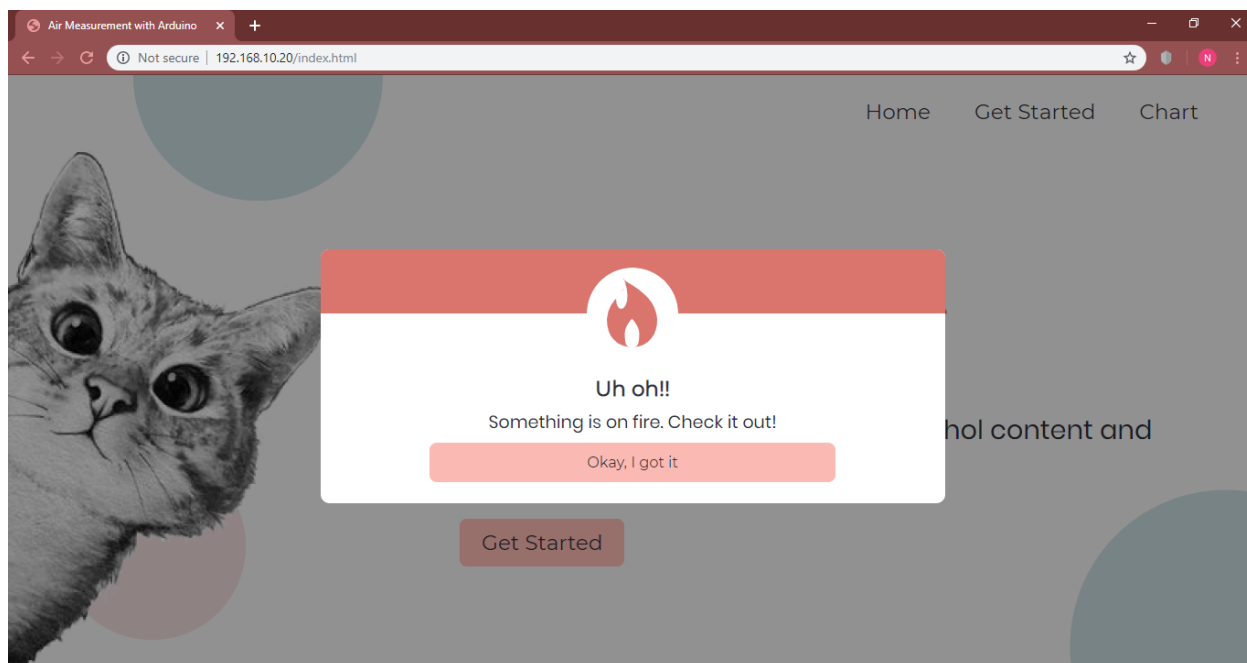 Air Measurement with Arduino
Not secure | 192.168.10.20/index.html
N
Home Get Started Chart
Uh oh!!
Something is on fire. Check it out!
hol content and
Okay, I got it
Get Started